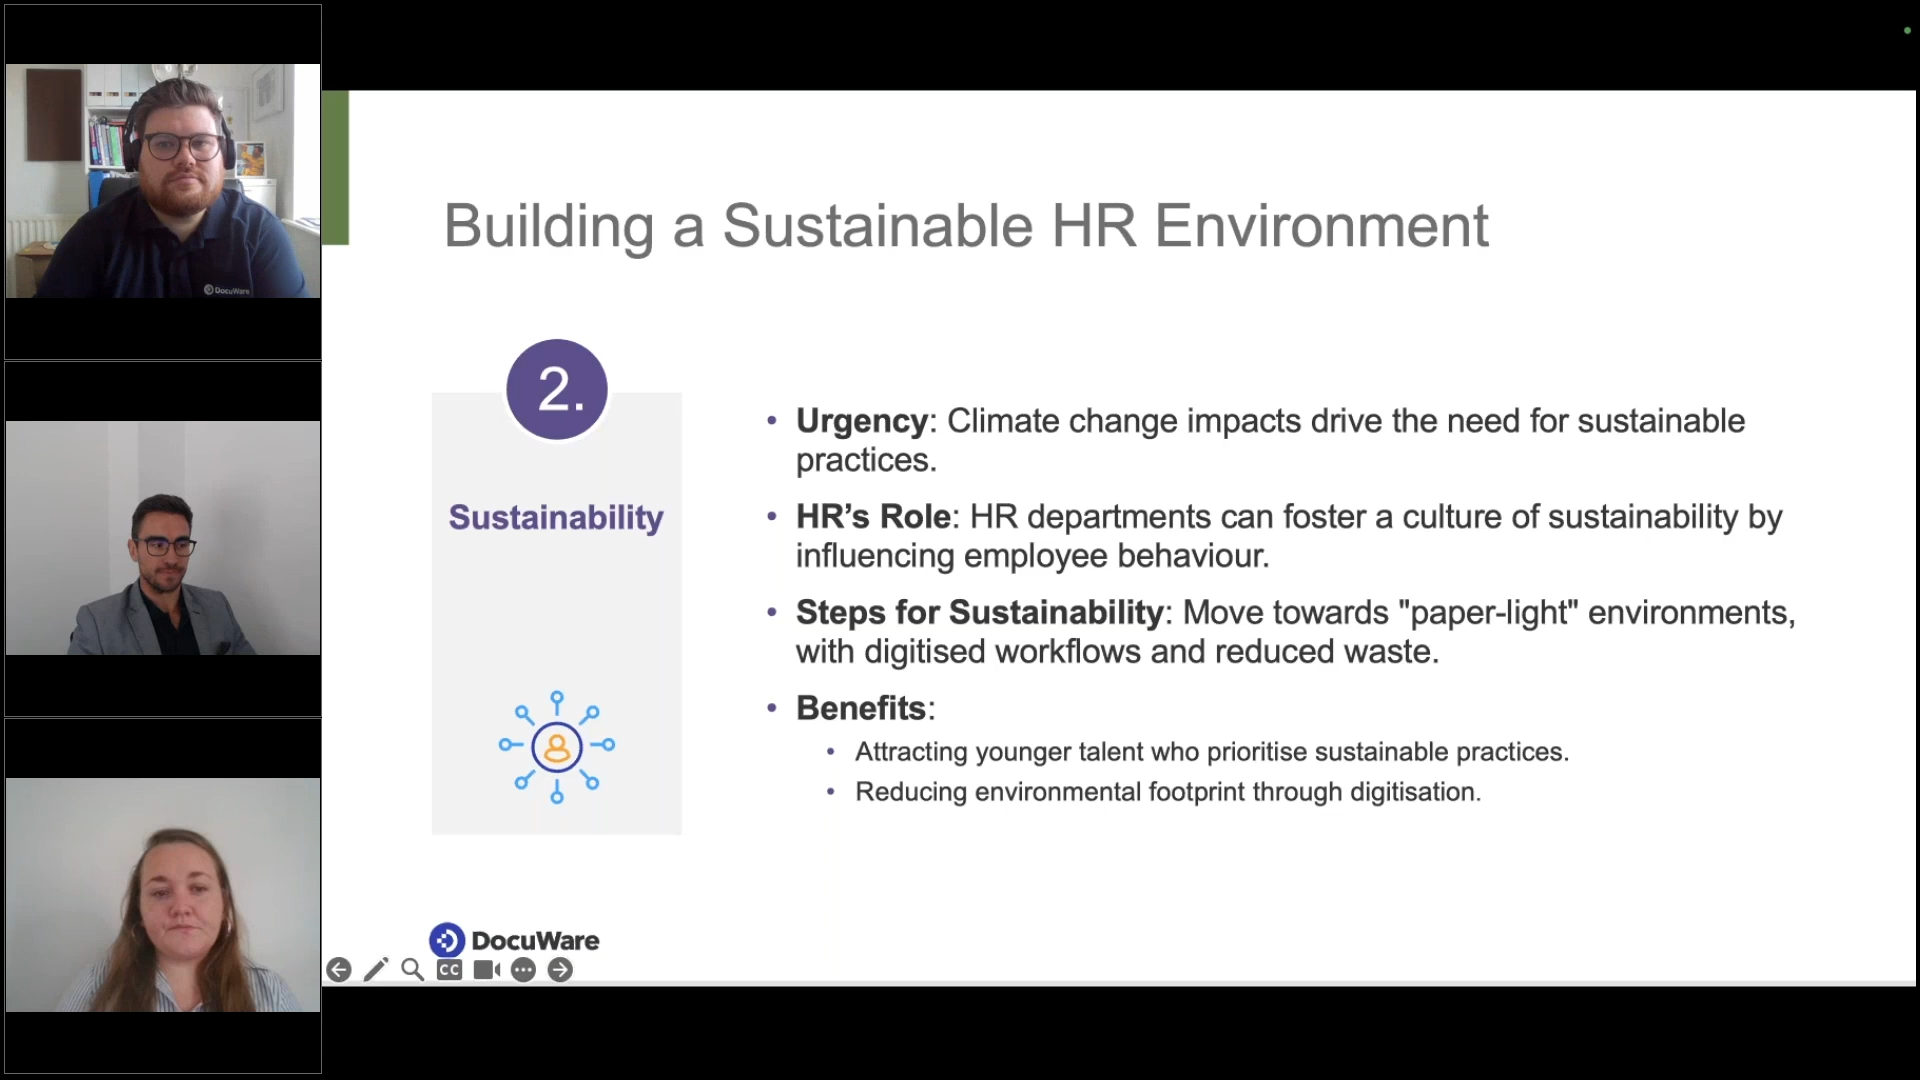 DocuWare
Building a Sustainable HR Environment
2.
Sustainability
• Urgency: Climate change impacts drive the need for sustainable
practices.
• HR’s Role: HR departments can foster a culture of sustainability by
influencing employee behaviour.
• Steps for Sustainability: Move towards "paper-light" environments,
with digitised workflows and reduced waste.
• Benefits:
• Attracting younger talent who prioritise sustainable practices.
• Reducing environmental footprint through digitisation.
DocuWare
CC